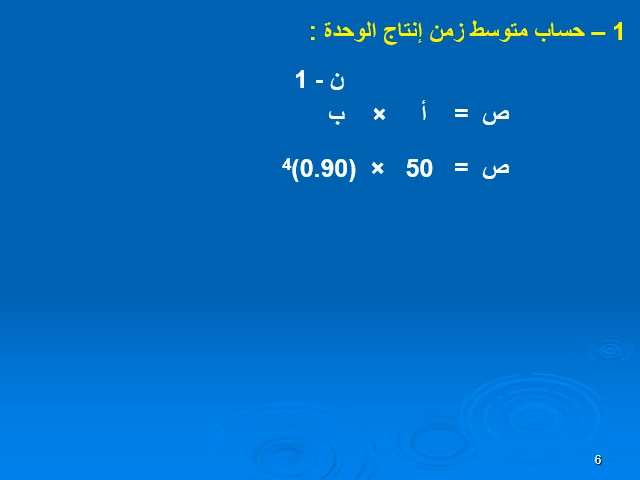 1 – حساب متوسط زمن إنتاج الوحدة :
ن - 1
ص = أ × ب
ص = 50 × (0.90)⁴
6